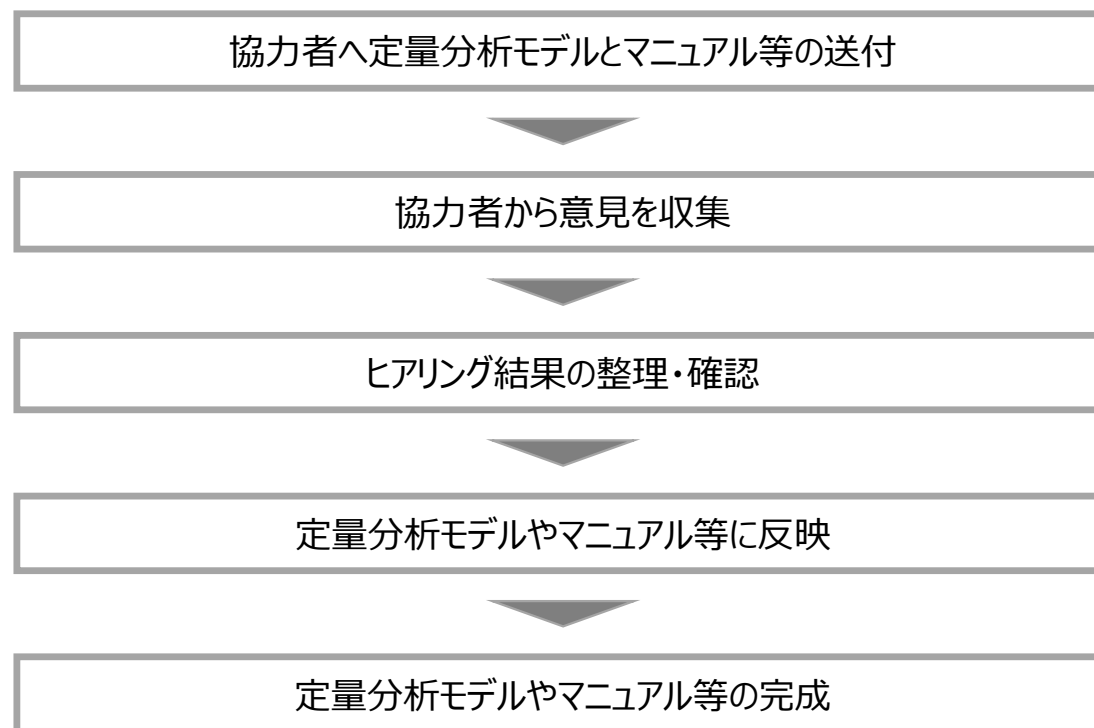 協力者へ定量分析モデルとマニュアル等の送付
協力者から意見を収集
ヒアリング結果の整理・確認
定量分析モデルやマニュアル等に反映
定量分析モデルやマニュアル等の完成